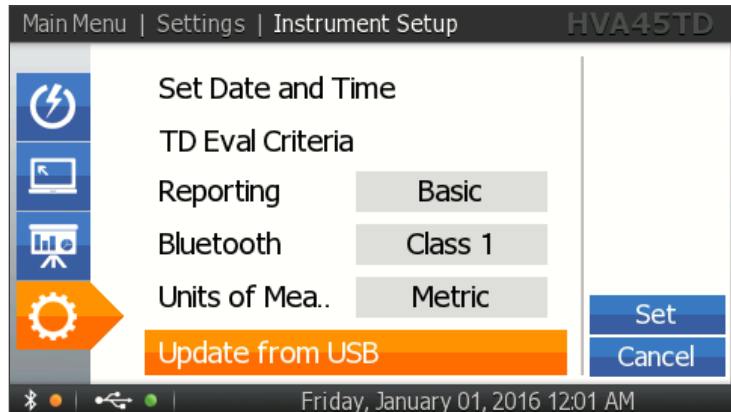 Main Menu | Settings | Instrument Setup HVA45TD
Set Date and Time
TD Eval Criteria
Reporting Basic
Bluetooth Class 1
Units of Mea.. Metric
Set
Update from USB
Cancel
Friday, January 01, 2016 12:01 AM